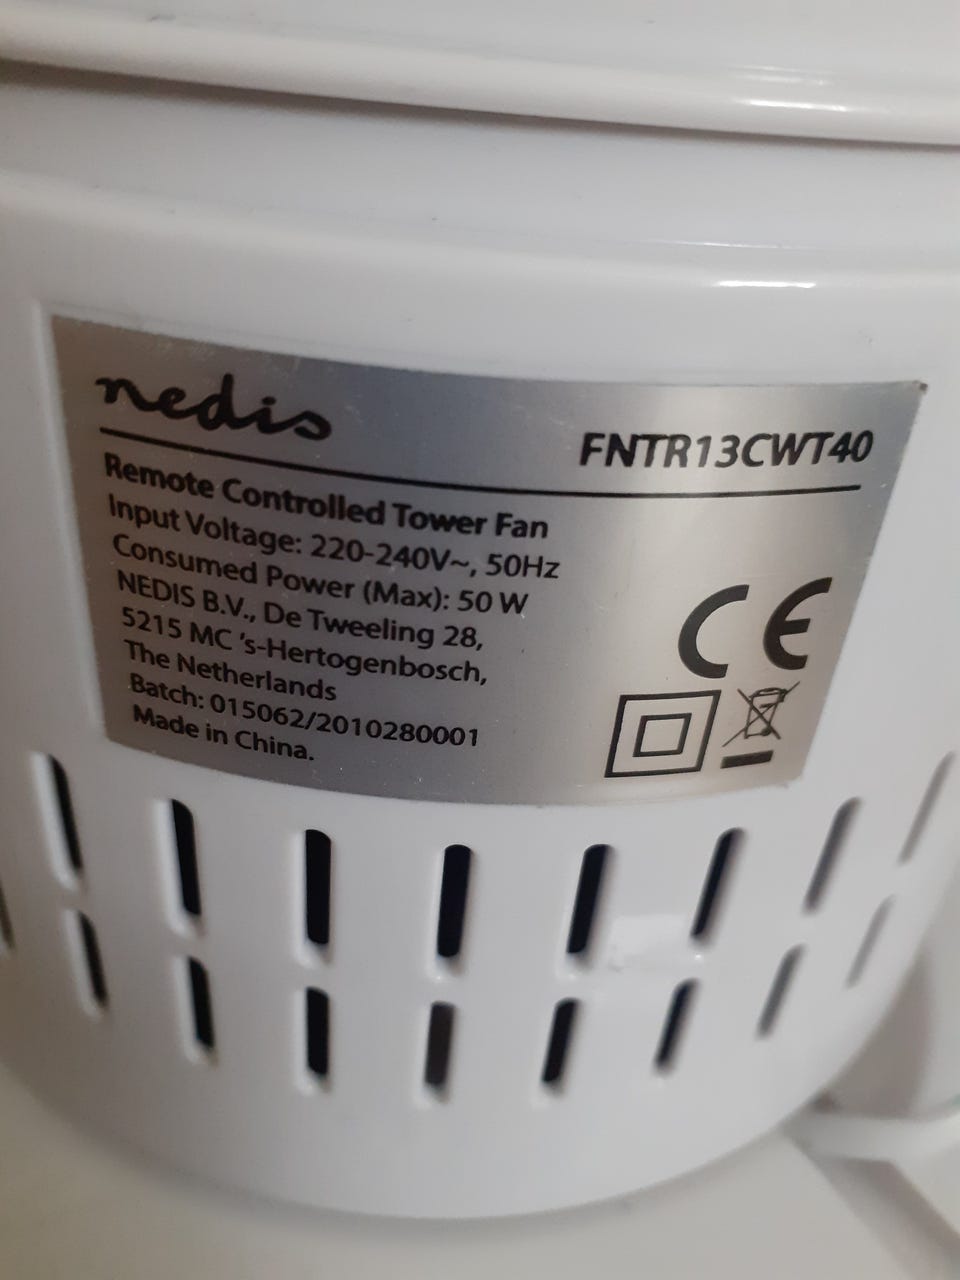 nedis
FNTR13CWT40
Remote Controlled Tower Fan
Input Voltage: 220-240V~, 50Hz
Consumed Power (Max): 50 W
NEDIS B.V., De Tweeling 28,
5215 MC 's-Hertogenbosch,
The Netherlands
Batch: 015062/2010280001
Made in China.
CE